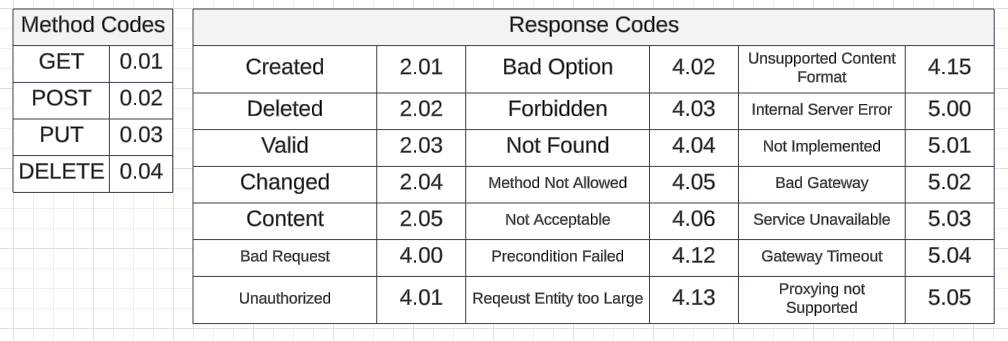 Method Codes
GET 0.01
POST 0.02
PUT 0.03
DELETE 0.04
Response Codes
Created 2.01 Bad Option 4.02 Unsupported Content Format 4.15
Deleted 2.02 Forbidden 4.03 Internal Server Error 5.00
Valid 2.03 Not Found 4.04 Not Implemented 5.01
Changed 2.04 Method Not Allowed 4.05 Bad Gateway 5.02
Content 2.05 Not Acceptable 4.06 Service Unavailable 5.03
Bad Request 4.00 Precondition Failed 4.12 Gateway Timeout 5.04
Unauthorized 4.01 Reqeust Entity too Large 4.13 Proxying not Supported 5.05